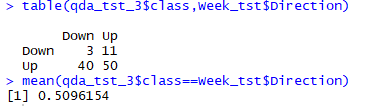 > table(qda_tst_3$class,Week_tst$Direction)
Down Up
Down 3 11
Up 40 50
> mean(qda_tst_3$class==Week_tst$Direction)
[1] 0.5096154